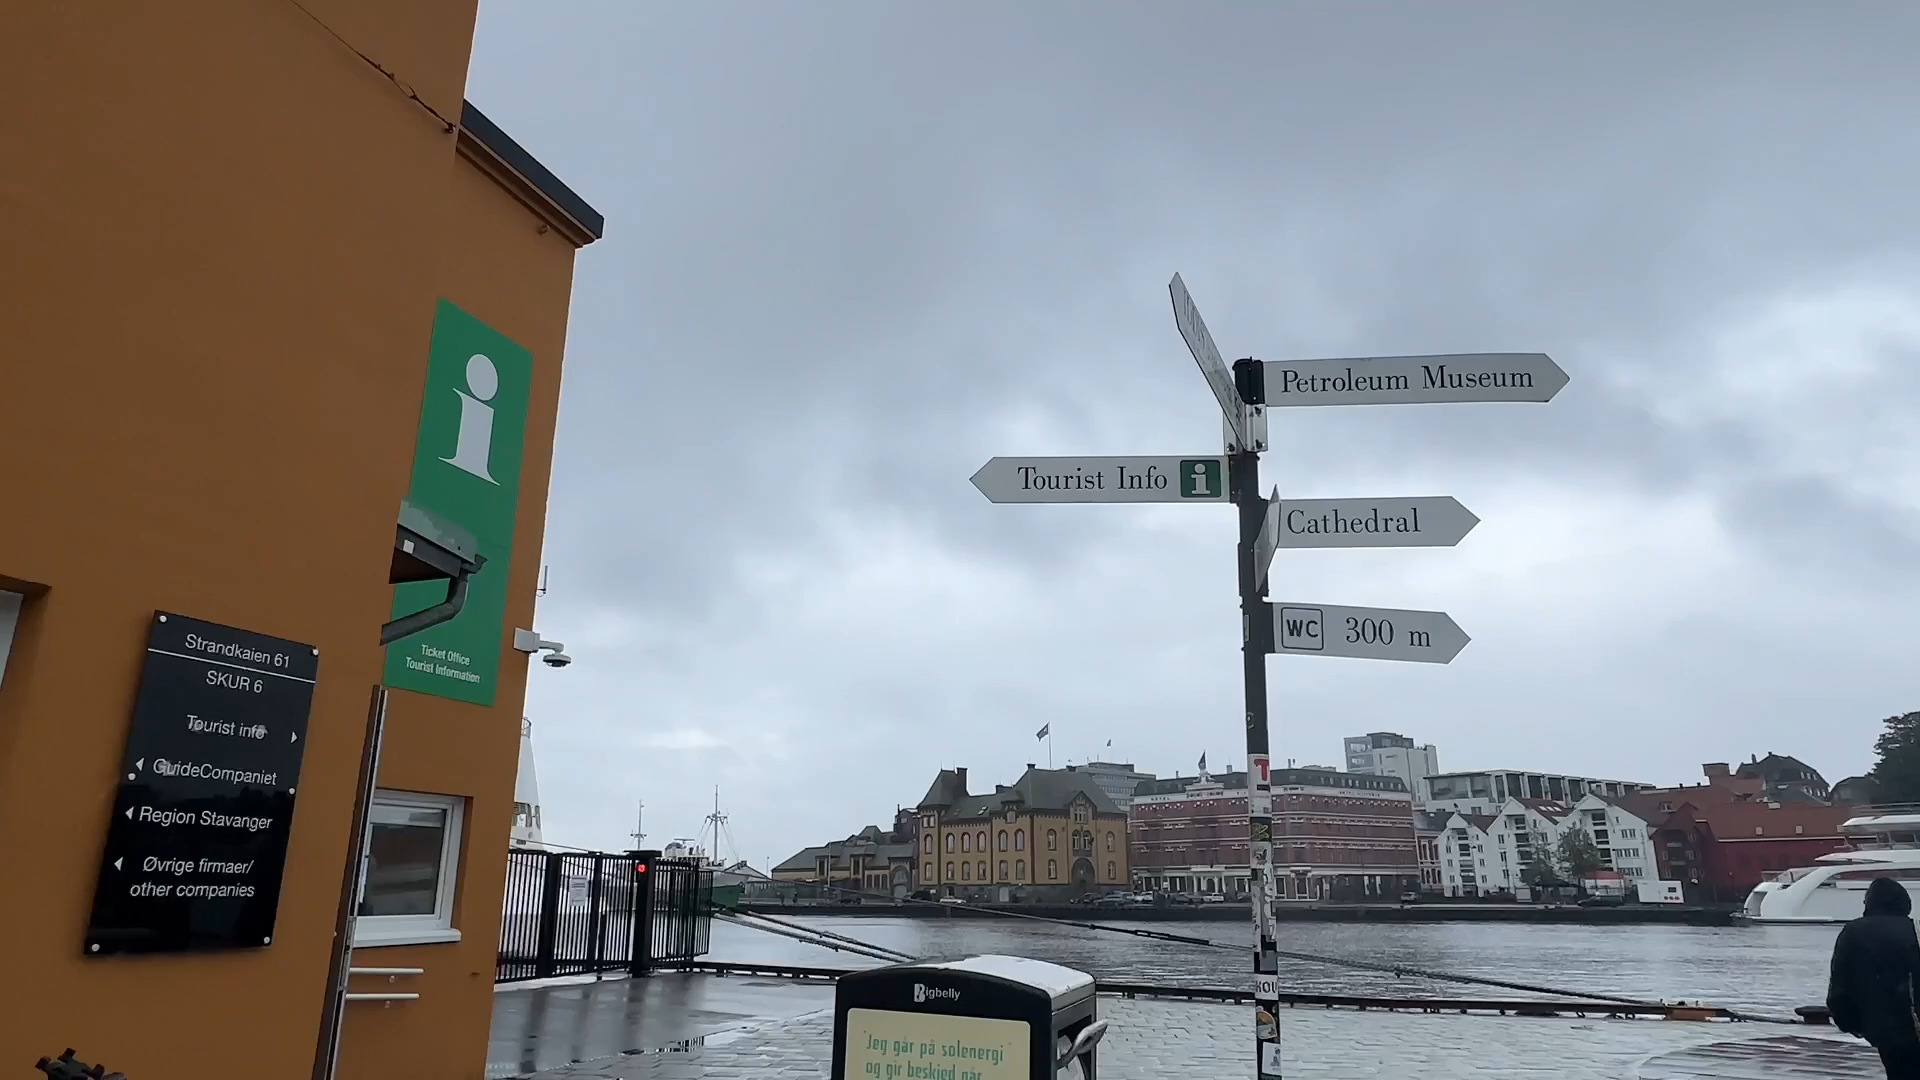 Ticket Office
Tourist Information
Strandkaien 61
SKUR 6
Tourist info
GuideCompaniet
Region Stavanger
Øvrige firmaer/
other companies
Petroleum Museum
Tourist Info
Cathedral
WC 300 m
Bigbelly
Jeg går på solenergi
og gir beskjed når